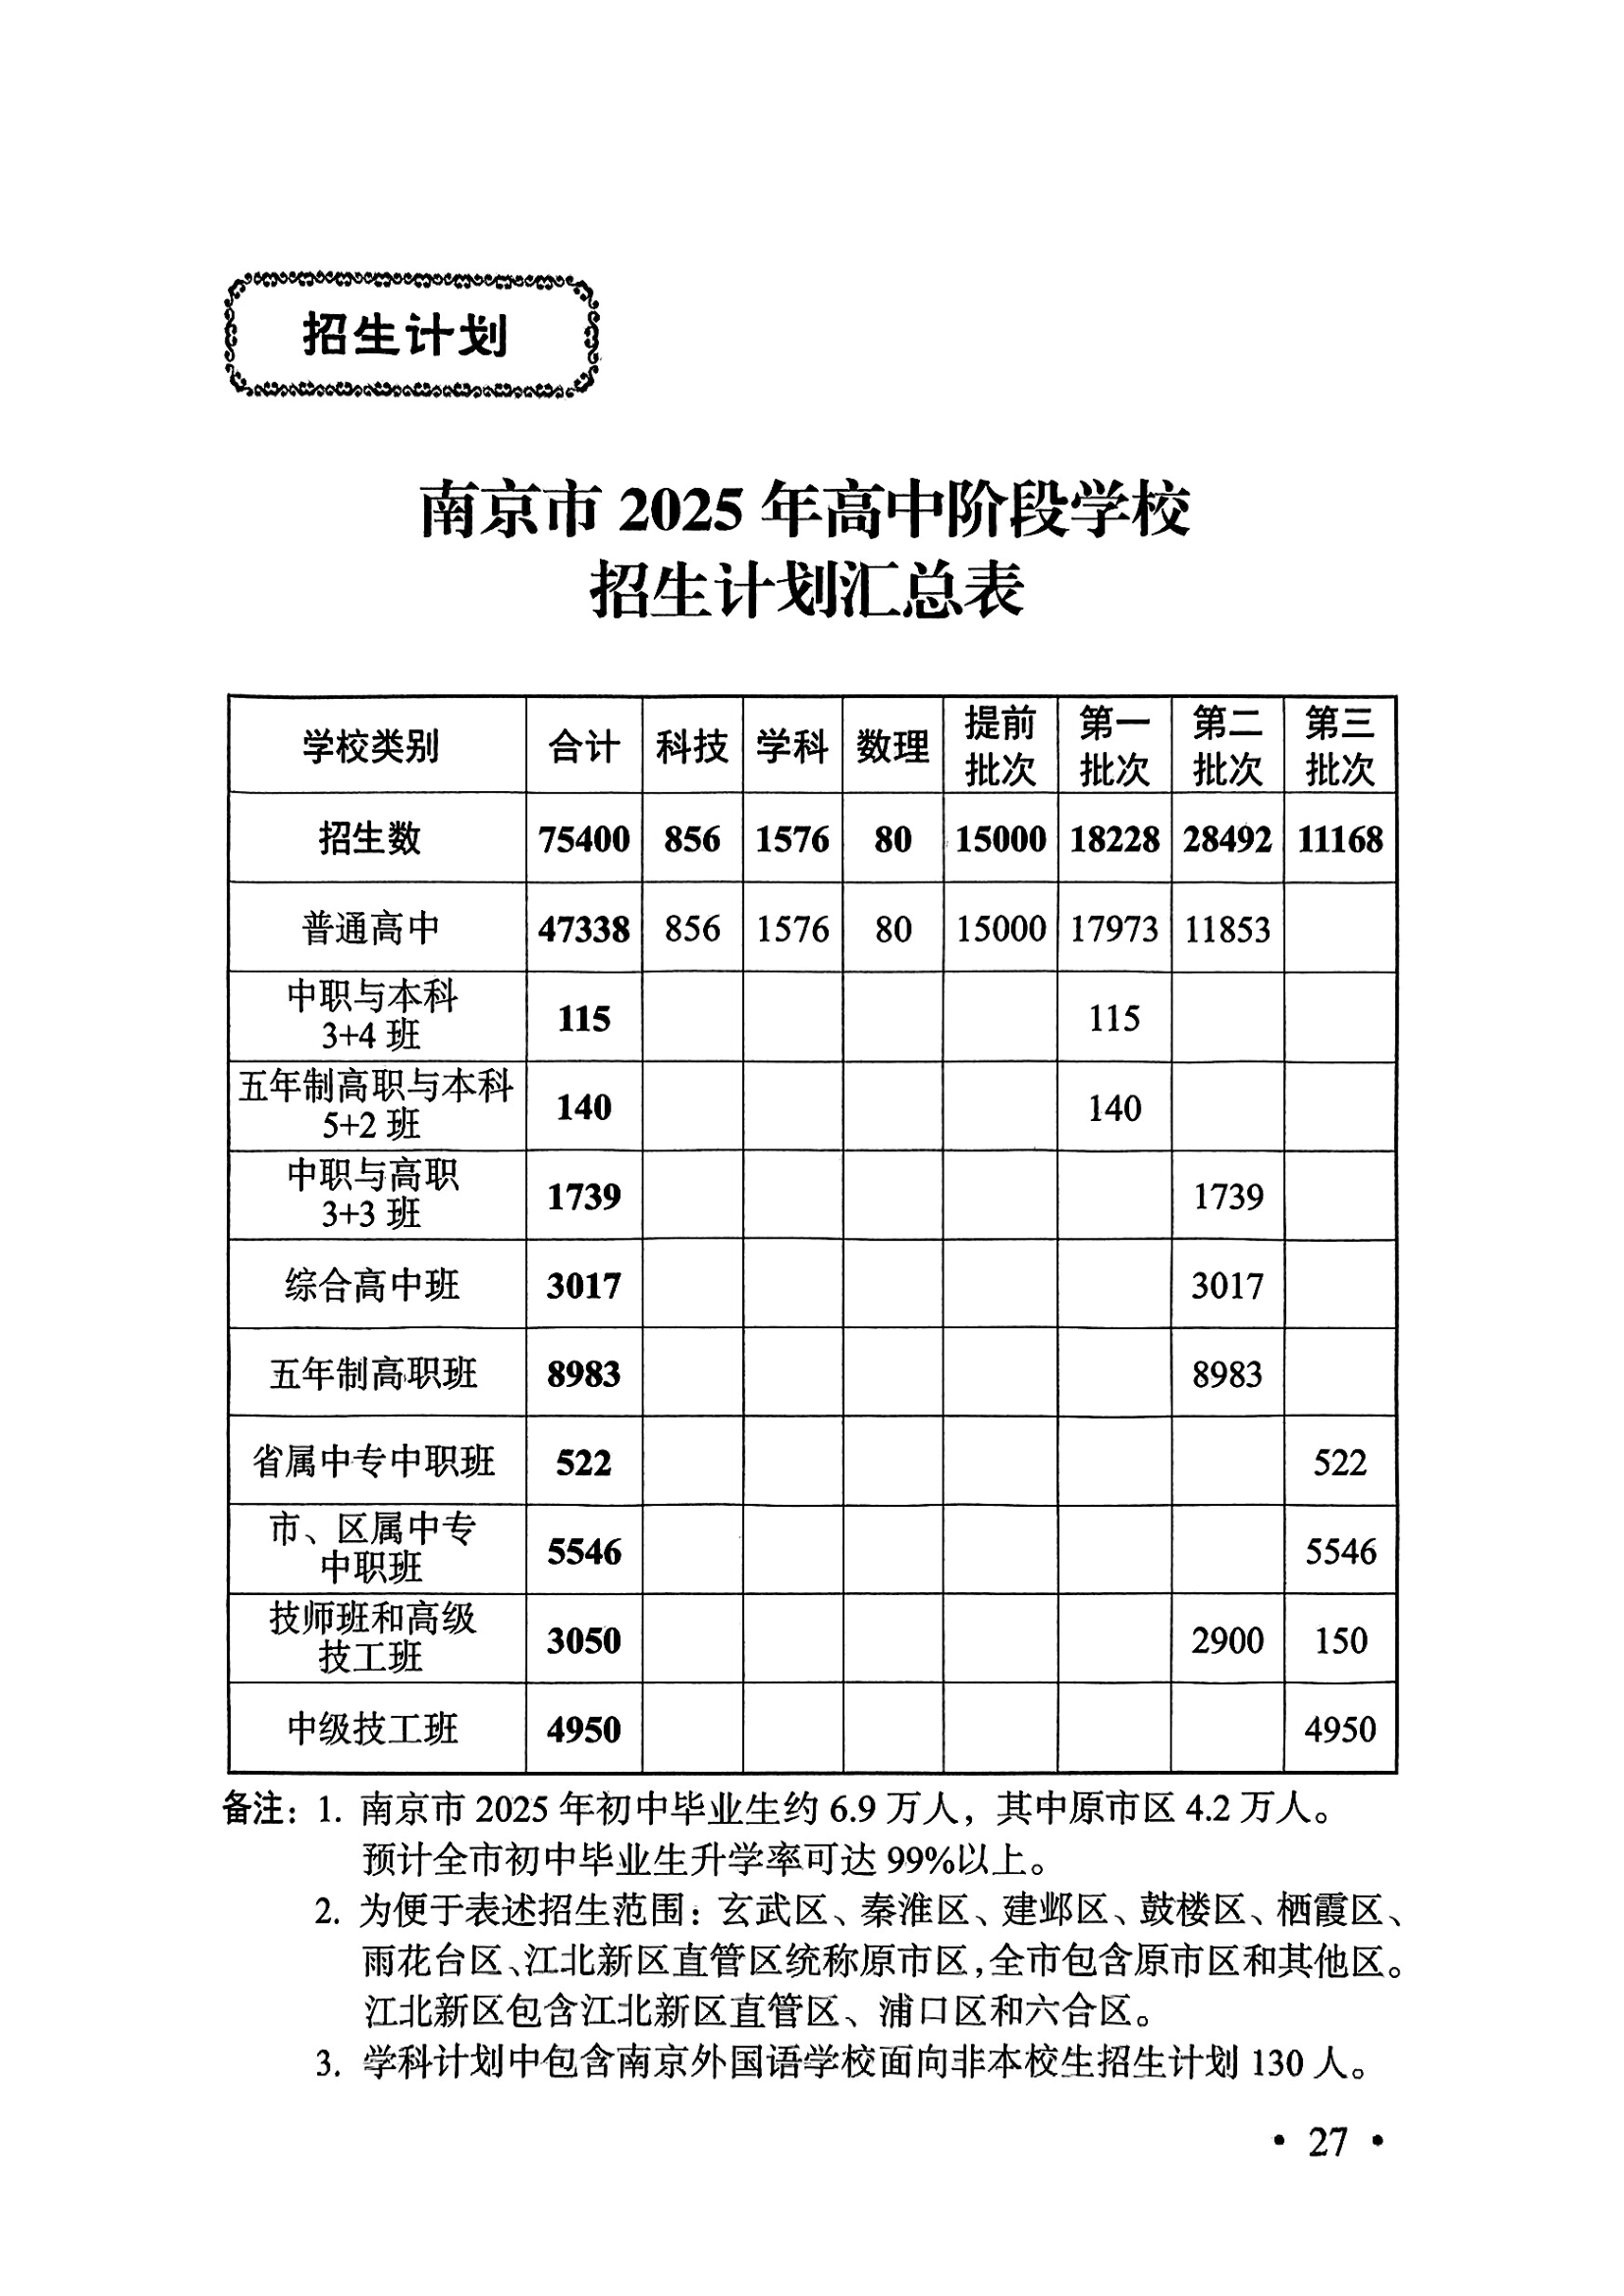 招生计划
南京市 2025 年高中阶段学校
招生计划汇总表
学校类别 合计 科技 学科 数理 提前批次 第一批次 第二批次 第三批次
招生数 75400 856 1576 80 15000 18228 28492 11168
普通高中 47338 856 1576 80 15000 17973 11853
中职与本科
3+4 班 115 115
五年制高职与本科
5+2 班 140 140
中职与高职
3+3 班 1739 1739
综合高中班 3017 3017
五年制高职班 8983 8983
省属中专中职班 522 522
市、区属中专
中职班 5546 5546
技师班和高级
技工班 3050 2900 150
中级技工班 4950 4950
备注：1. 南京市 2025 年初中毕业生约 6.9 万人，其中原市区 4.2 万人。
预计全市初中毕业生升学率可达 99%以上。
2. 为便于表述招生范围：玄武区、秦淮区、建邺区、鼓楼区、栖霞区、
雨花台区、江北新区直管区统称原市区，全市包含原市区和其他区。
江北新区包含江北新区直管区、浦口区和六合区。
3. 学科计划中包含南京外国语学校面向非本校生招生计划 130 人。
· 27 ·